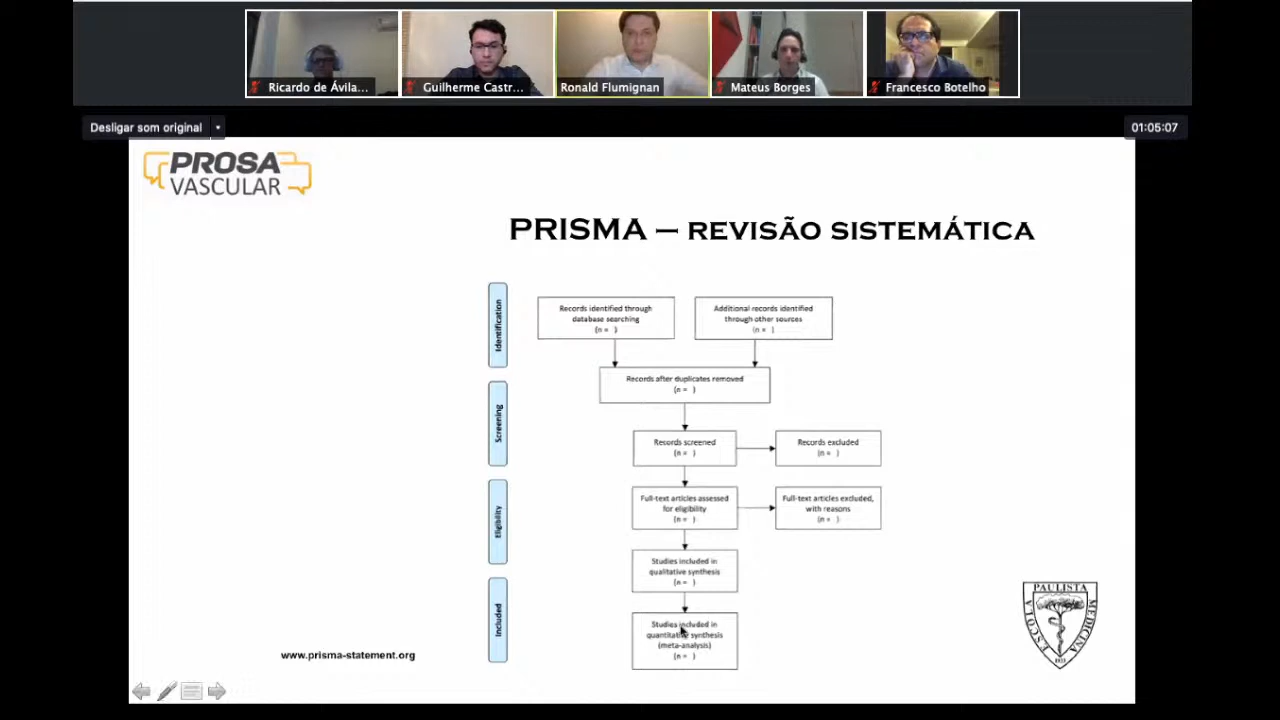 Ricardo de Ávila...
Guilherme Castr...
Ronald Flumignan
Mateus Borges
Francesco Botelho
Desligar som original
01:05:07
PROSA
VASCULAR
PRISMA – REVISÃO SISTEMÁTICA
Identification
Records identified through
database searching
(n = )
Additional records identified
through other sources
(n = )
Records after duplicates removed
(n = )
Screening
Records screened
(n = )
Records excluded
(n = )
Eligibility
Full-text articles assessed
for eligibility
(n = )
Full-text articles excluded,
with reasons
(n = )
Studies included in
qualitative synthesis
(n = )
Included
Studies included in
quantitative synthesis
(meta-analysis)
(n = )
www.prisma-statement.org
ESCOLA PAULISTA MEDICINA
1933